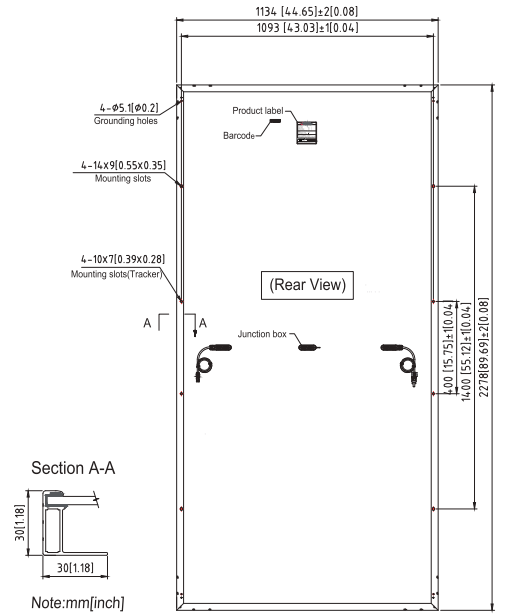 1134 [44.65]±2[0.08]
1093 [43.03]±1[0.04]
4-Φ5.1[Φ0.2]
Grounding holes
Product label
Barcode
4-14x9[0.55x0.35]
Mounting slots
4-10x7[0.39x0.28]
Mounting slots(Tracker)
(Rear View)
A
A
Junction box
400 [15.75]±1[0.04]
1400 [55.12]±1[0.04]
2278[89.69]±2[0.08]
Section A-A
30[1.18]
30[1.18]
Note:mm[inch]